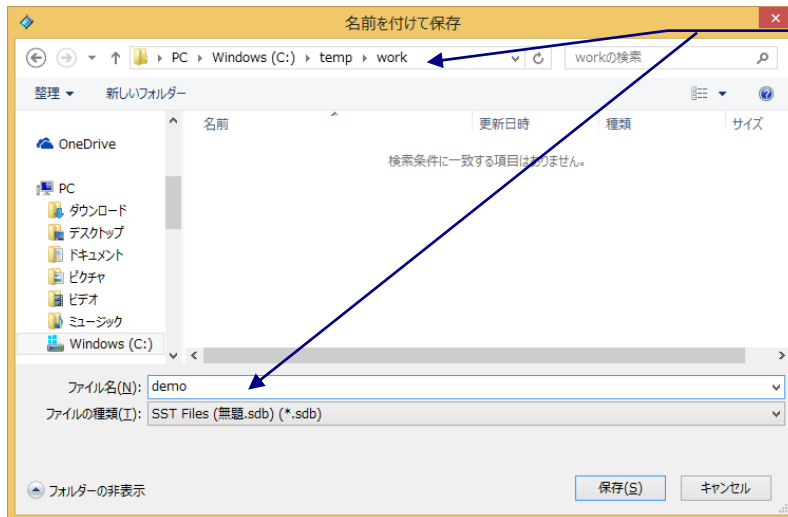 名前を付けて保存
PC ▸ Windows (C:) ▸ temp ▸ work
workの検索
整理 新しいフォルダー
名前 更新日時 種類 サイズ
検索条件に一致する項目はありません。
OneDrive
PC
ダウンロード
デスクトップ
ドキュメント
ピクチャ
ビデオ
ミュージック
Windows (C:)
ファイル名(N): demo
ファイルの種類(T): SST Files (無題.sdb) (*.sdb)
フォルダーの非表示 保存(S) キャンセル